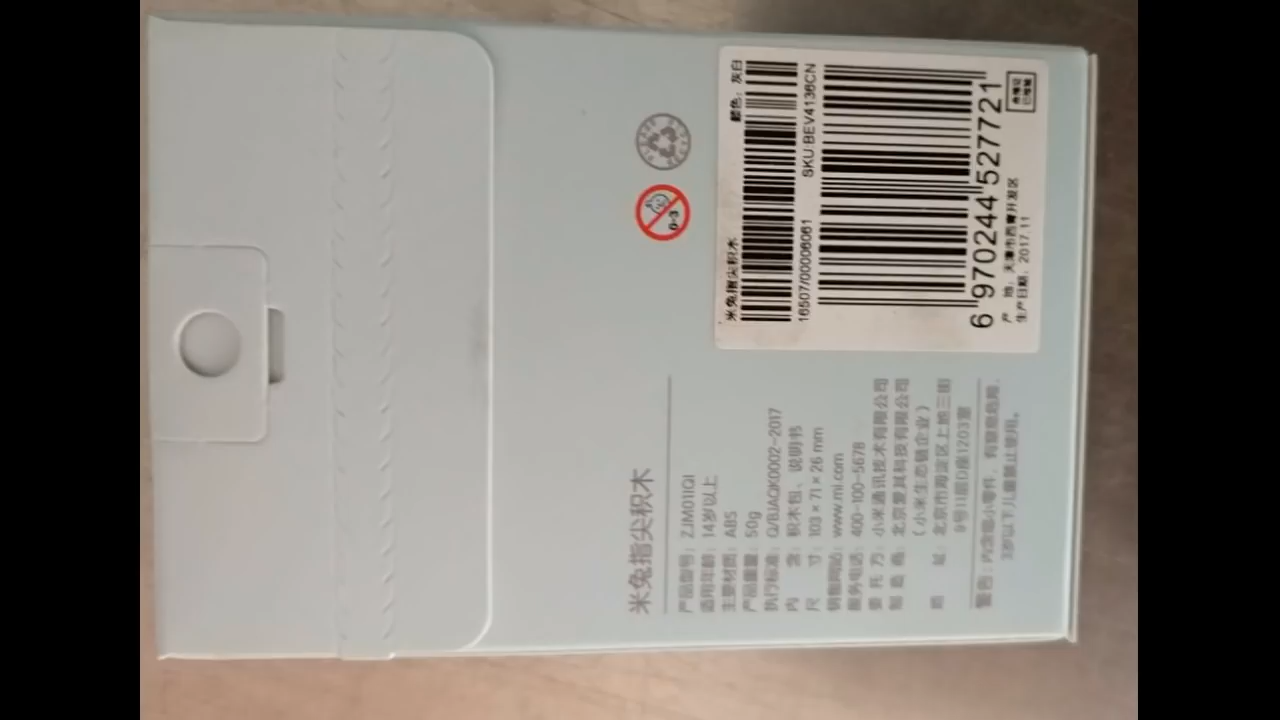 米兔指尖积木
产品型号：ZJM01IQI
适用年龄：14岁以上
主要材质：ABS
产品重量：50g
执行标准：Q/BJAQK0002-2017
内 含：积木包、说明书
尺 寸：103×71×26 mm
销售网站：www.mi.com
服务电话：400-100-5678
委 托 方：小米通讯技术有限公司
制 造 商：北京爱其科技有限公司
（小米生态链企业）
地 址：北京市海淀区上地三街
9号11层D座1203室
警告：内含细小零件，有窒息危险，
3岁以下儿童禁止使用。
0-3
米兔指尖积木 颜色：灰白
16507/00006061 SKU:BEV4136CN
6 970244 527721
产 地：天津市西青开发区
生产日期：2017.11
已检验